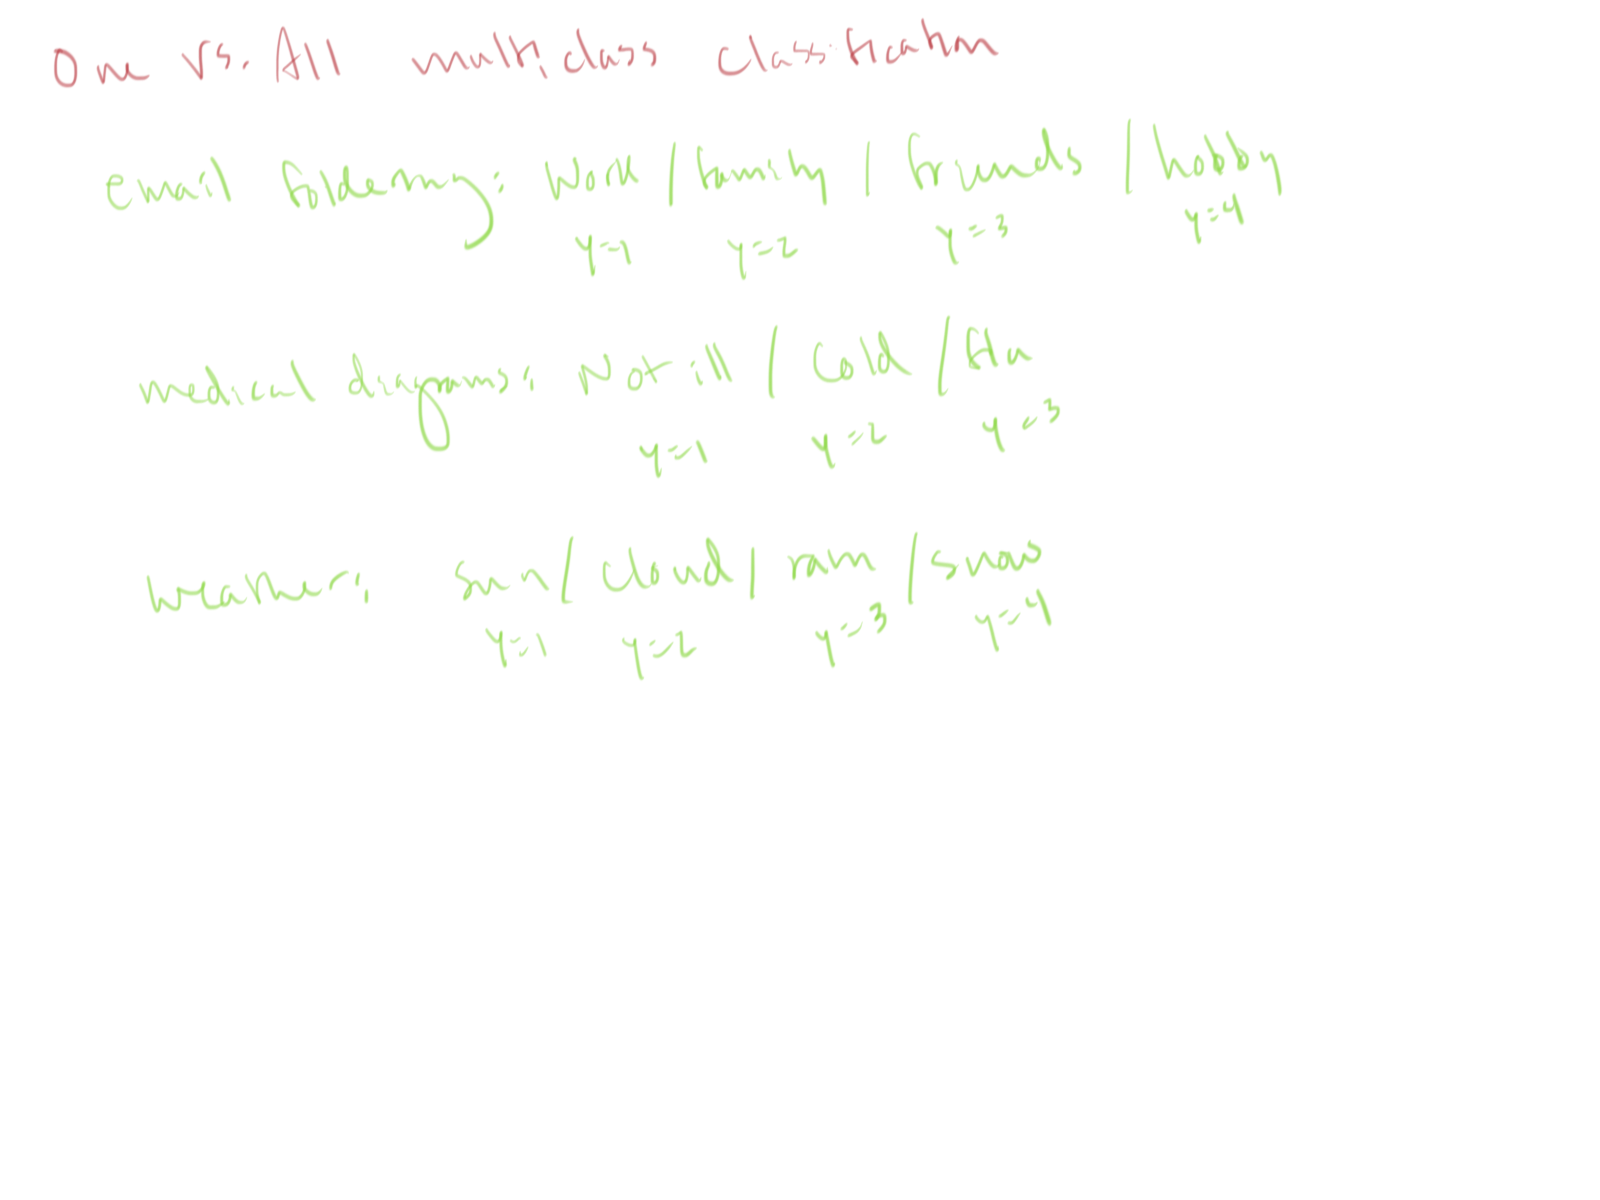 One vs. All multiclass classification
email foldering: Work / family / friends / hobby
y=1 y=2 y=3 y=4
medical diagrams: Not ill / Cold / flu
y=1 y=2 y=3
weather: sun / cloud / rain / snow
y=1 y=2 y=3 y=4